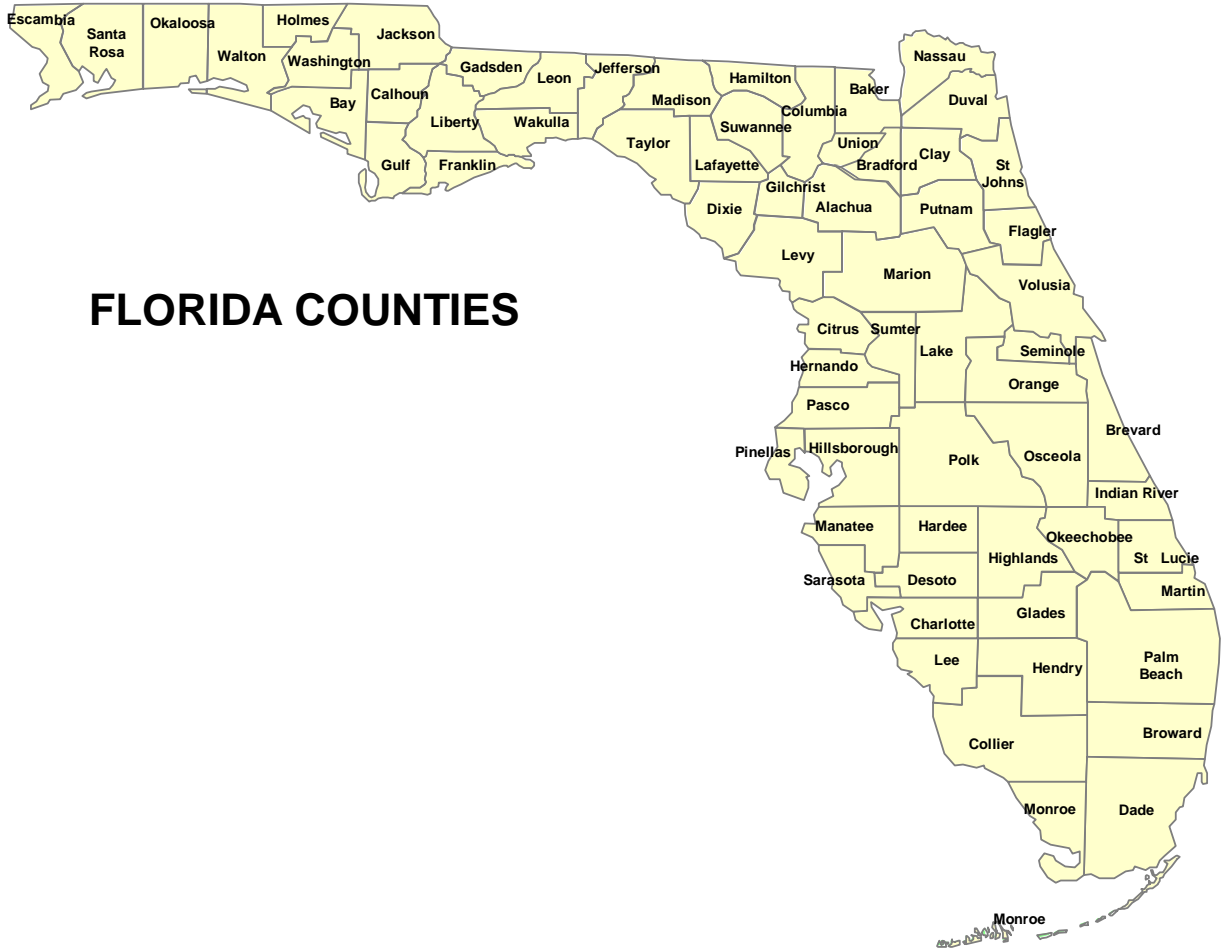 Escambia
Santa
Rosa
Okaloosa
Walton
Holmes
Washington
Jackson
Bay
Calhoun
Gulf
Liberty
Gadsden
Franklin
Leon
Wakulla
Jefferson
Madison
Taylor
Hamilton
Suwannee
Lafayette
Columbia
Baker
Nassau
Duval
Union
Bradford
Clay
St
Johns
Gilchrist
Dixie
Alachua
Putnam
Flagler
Levy
Marion
Volusia
FLORIDA COUNTIES
Citrus
Sumter
Lake
Seminole
Hernando
Orange
Pasco
Brevard
Pinellas
Hillsborough
Polk
Osceola
Indian River
Manatee
Hardee
Okeechobee
Highlands
St Lucie
Sarasota
Desoto
Martin
Charlotte
Glades
Lee
Hendry
Palm
Beach
Broward
Collier
Monroe
Dade
Monroe